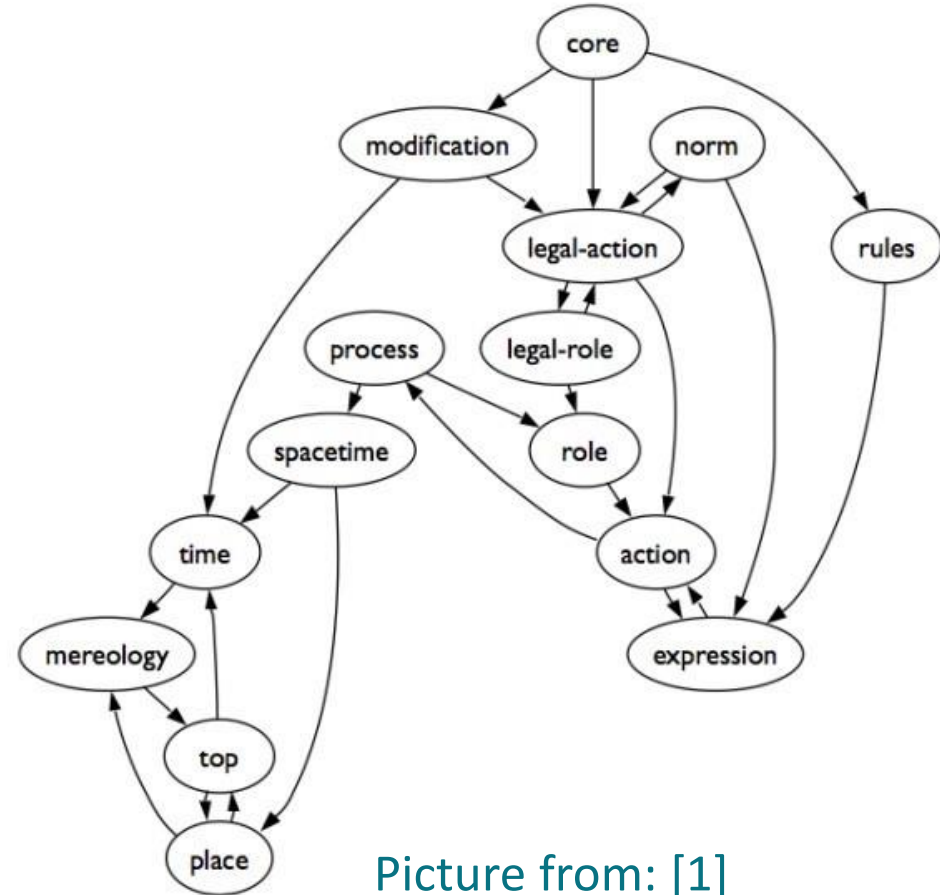 core
modification
norm
legal-action
rules
process
legal-role
spacetime
role
time
action
mereology
expression
top
place
Picture from: [1]